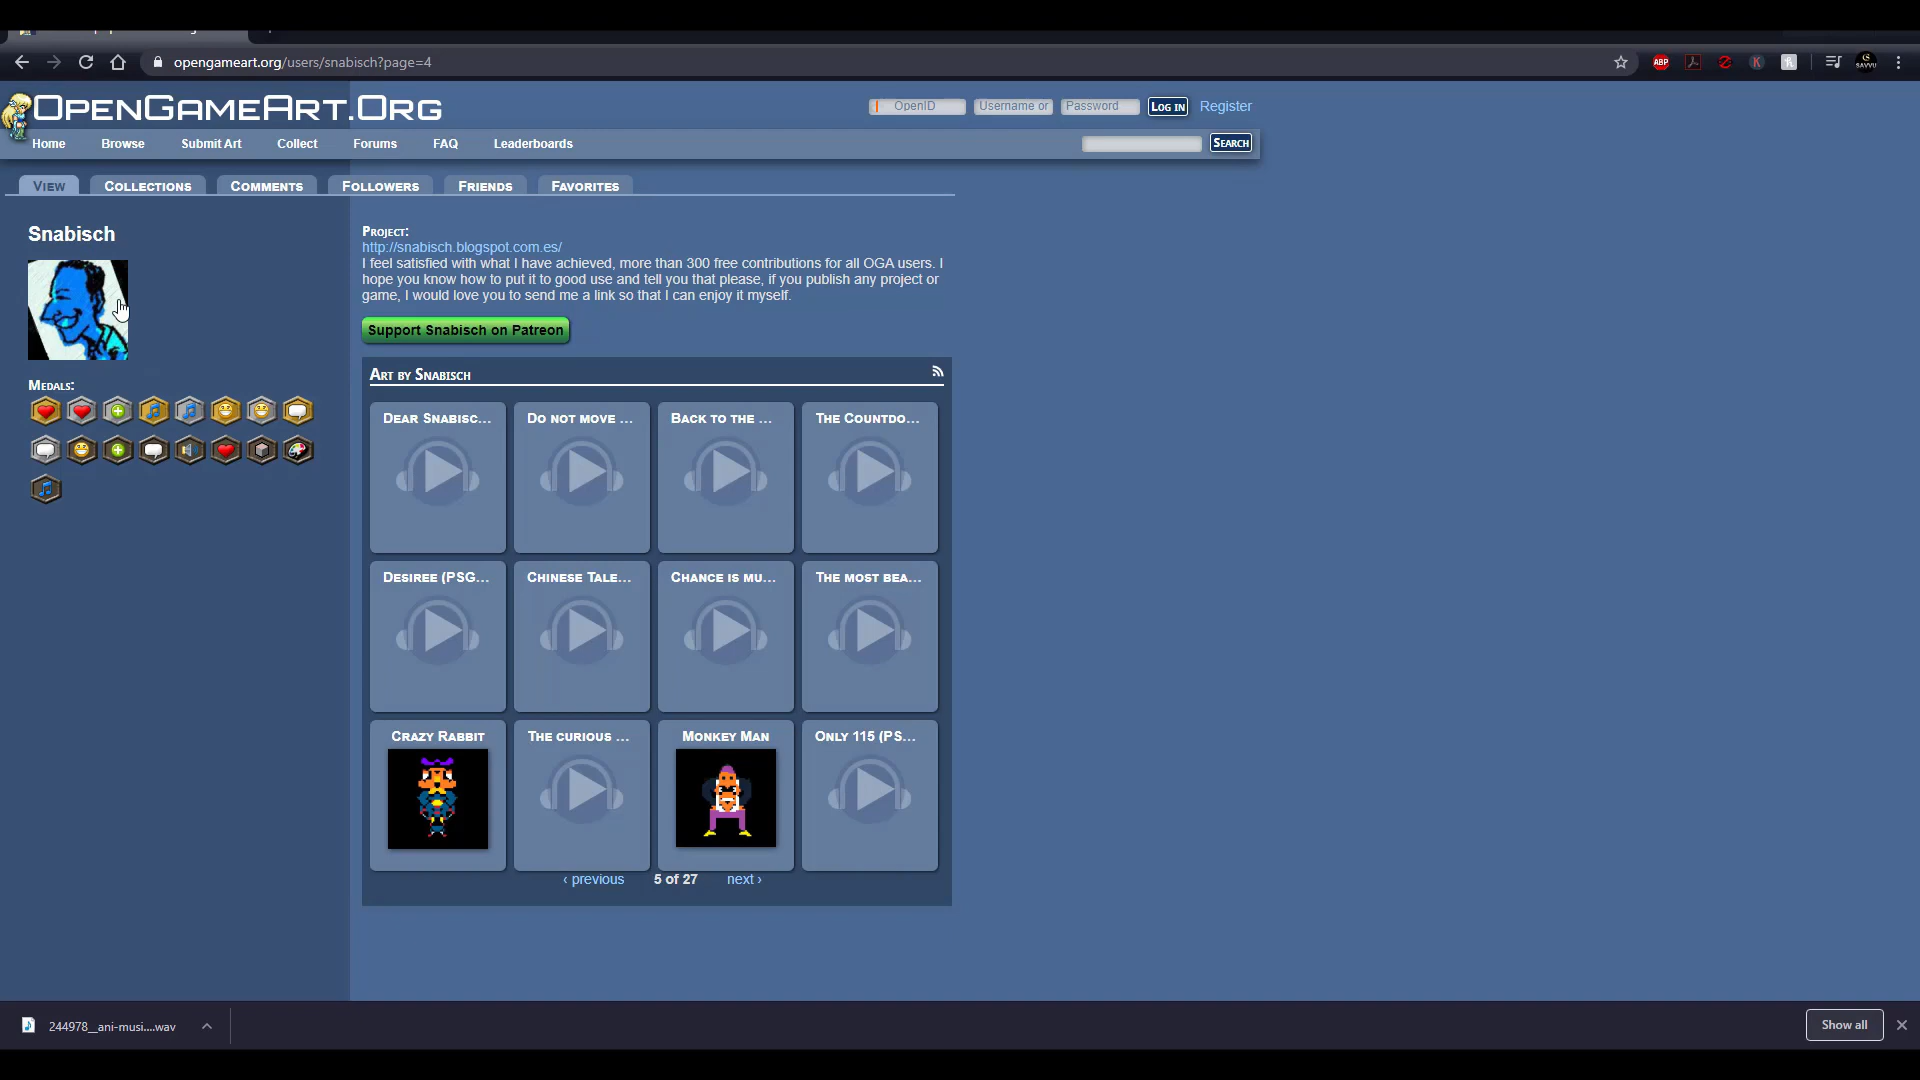 opengameart.org/users/snabisch?page=4
ABP
K
SAVVU
OpenGameArt.Org
OpenID
Username or
Password
Log in
Register
Home
Browse
Submit Art
Collect
Forums
FAQ
Leaderboards
Search
View
Collections
Comments
Followers
Friends
Favorites
Snabisch
Medals:
Project:
http://snabisch.blogspot.com.es/
I feel satisfied with what I have achieved, more than 300 free contributions for all OGA users. I
hope you know how to put it to good use and tell you that please, if you publish any project or
game, I would love you to send me a link so that I can enjoy it myself.
Support Snabisch on Patreon
Art by Snabisch
Dear Snabisc...
Do not move ...
Back to the ...
The Countdo...
Desiree (PSG...
Chinese Tale...
Chance is mu...
The most bea...
Crazy Rabbit
The curious ...
Monkey Man
Only 115 (PS...
‹ previous
5 of 27
next ›
244978__ani-musi....wav
Show all